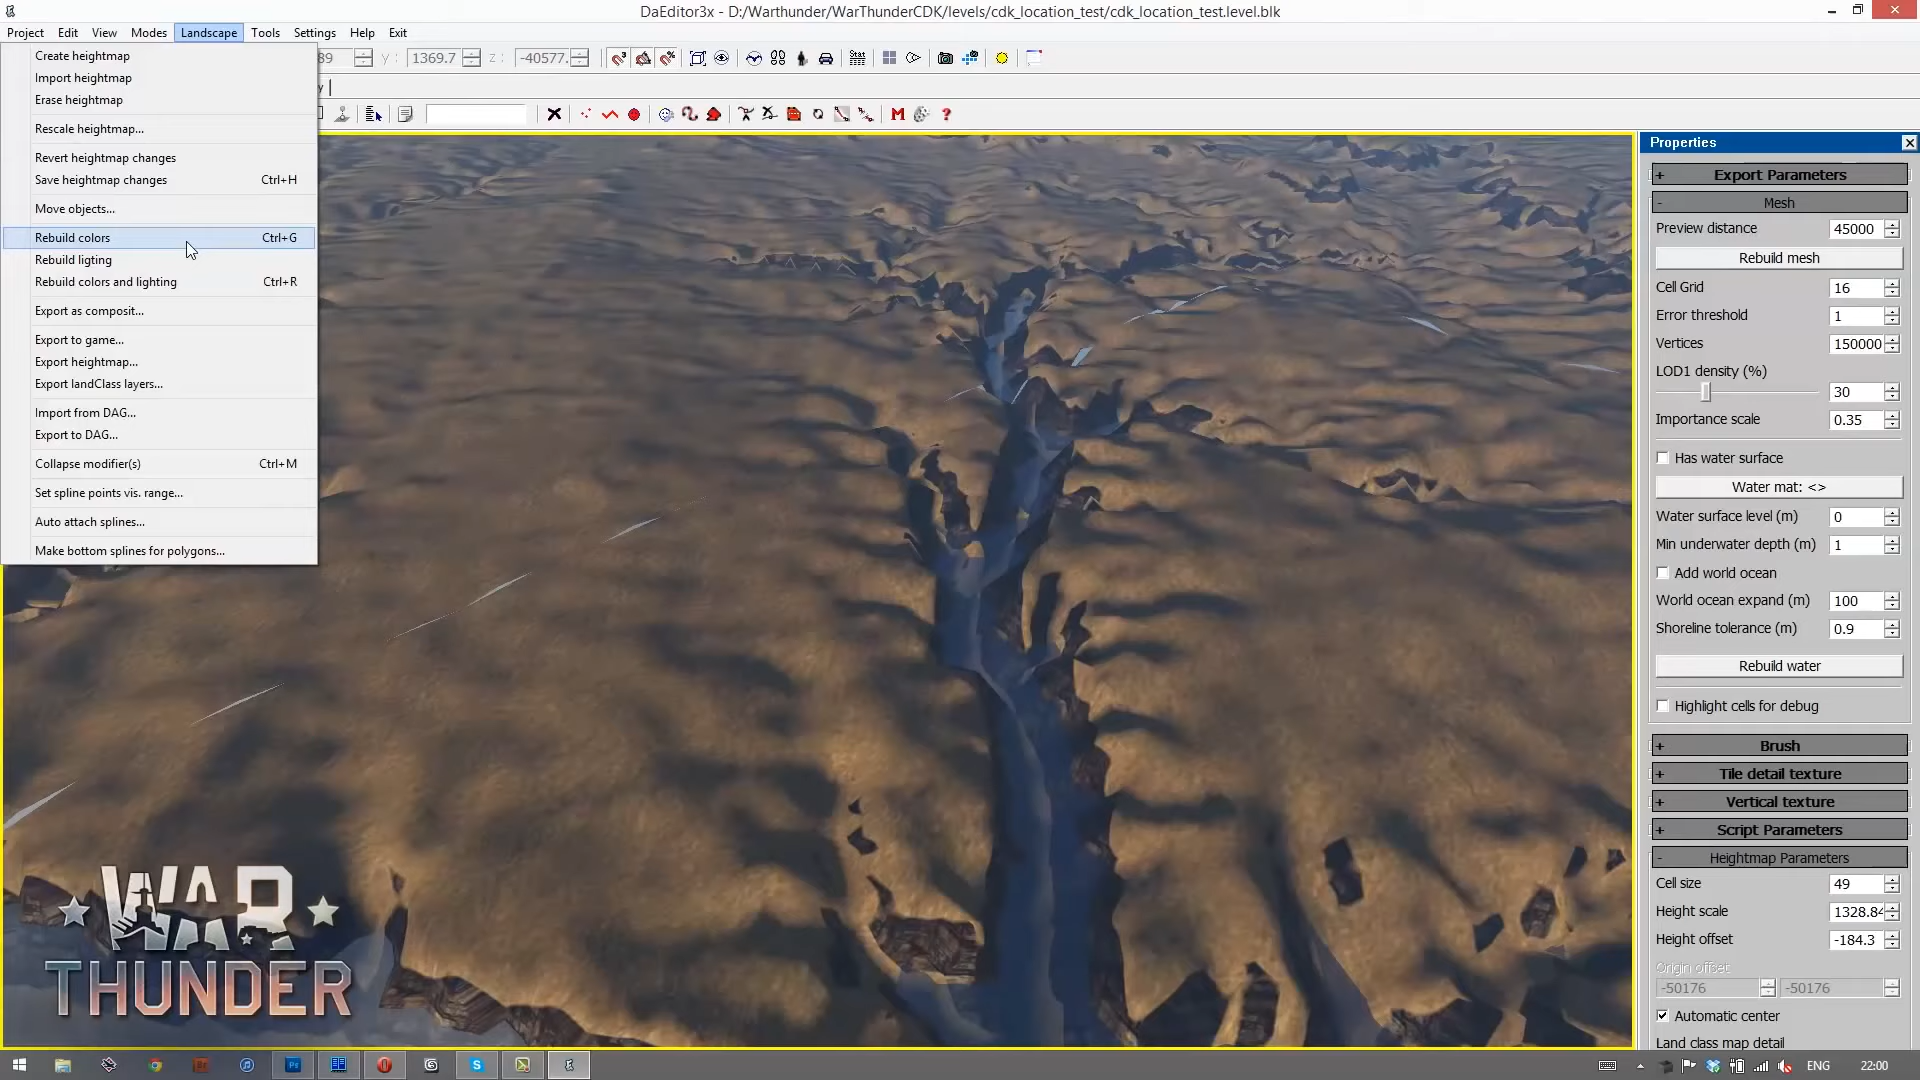 DaEditor3x - D:/Warthunder/WarThunderCDK/levels/cdk_location_test/cdk_location_test.level.blk
Project Edit View Modes Landscape Tools Settings Help Exit
Create heightmap
Import heightmap
Erase heightmap
Rescale heightmap...
Revert heightmap changes
Save heightmap changes Ctrl+H
Move objects...
Rebuild colors Ctrl+G
Rebuild ligting
Rebuild colors and lighting Ctrl+R
Export as composit...
Export to game...
Export heightmap...
Export landClass layers...
Import from DAG...
Export to DAG...
Collapse modifier(s) Ctrl+M
Set spline points vis. range...
Auto attach splines...
Make bottom splines for polygons...
89 y: 1369.7 z: -40577.
Stat
M ?
Properties
+ Export Parameters
- Mesh
Preview distance 45000
Rebuild mesh
Cell Grid 16
Error threshold 1
Vertices 150000
LOD1 density (%)
30
Importance scale 0.35
Has water surface
Water mat: <>
Water surface level (m) 0
Min underwater depth (m) 1
Add world ocean
World ocean expand (m) 100
Shoreline tolerance (m) 0.9
Rebuild water
Highlight cells for debug
+ Brush
+ Tile detail texture
+ Vertical texture
+ Script Parameters
- Heightmap Parameters
Cell size 49
Height scale 1328.84
Height offset -184.3
Origin offset
-50176 -50176
Automatic center
Land class map detail
WAR
THUNDER
ENG 22:00